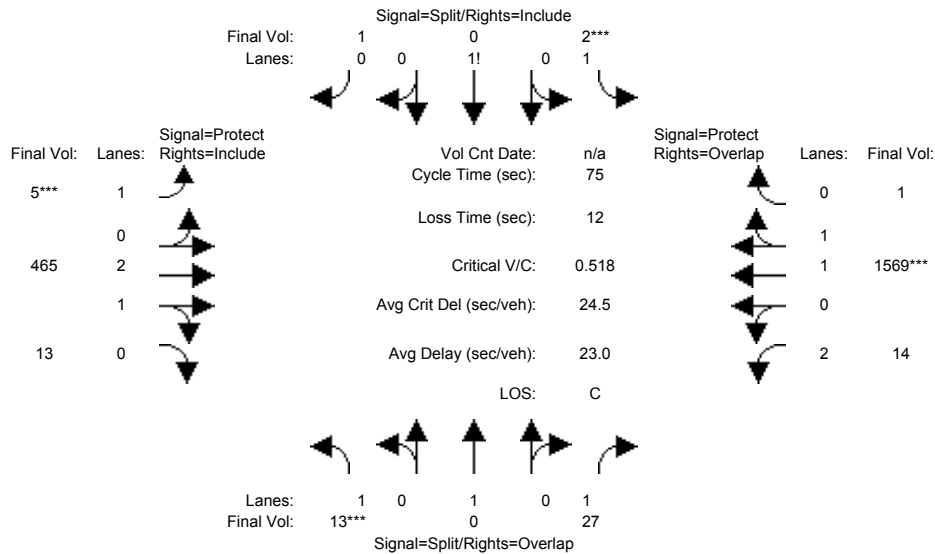 Signal=Split/Rights=Include
Final Vol: 1 0 2***
Lanes: 0 0 1! 0 1
Signal=Protect Signal=Protect
Final Vol: Lanes: Rights=Include Vol Cnt Date: n/a Rights=Overlap Lanes: Final Vol:
Cycle Time (sec): 75
5*** 1 0 1
Loss Time (sec): 12
0 1
465 2 Critical V/C: 0.518 1 1569***
1 Avg Crit Del (sec/veh): 24.5 0
13 0 Avg Delay (sec/veh): 23.0 2 14
LOS: C
Lanes: 1 0 1 0 1
Final Vol: 13*** 0 27
Signal=Split/Rights=Overlap